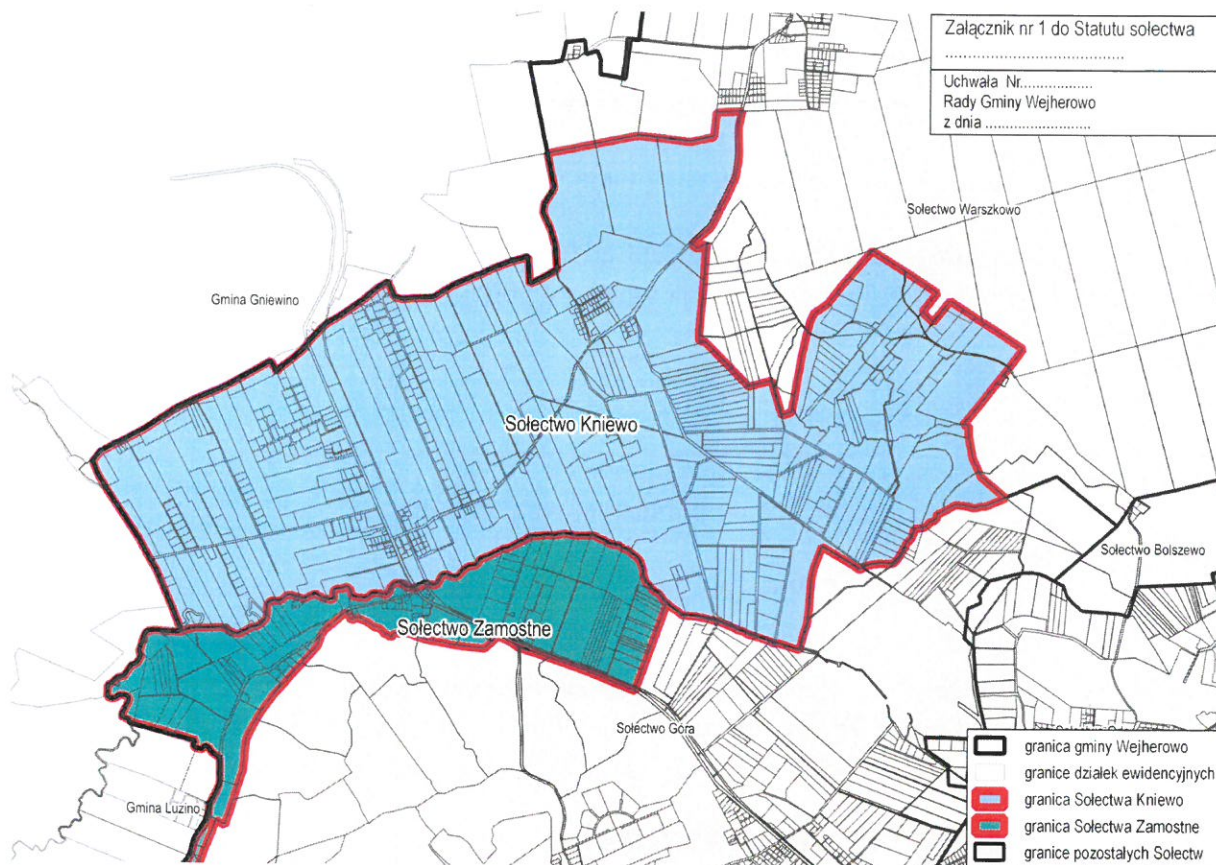 Załącznik nr 1 do Statutu sołectwa
.......................................
Uchwała Nr..................
Rady Gminy Wejherowo
z dnia ..........................
Sołectwo Warszkowo
Gmina Gniewino
Sołectwo Kniewo
Sołectwo Bolszewo
Sołectwo Zamostne
Sołectwo Góra
Gmina Luzino
granica gminy Wejherowo
granice działek ewidencyjnych
granica Sołectwa Kniewo
granica Sołectwa Zamostne
granice pozostałych Sołectw